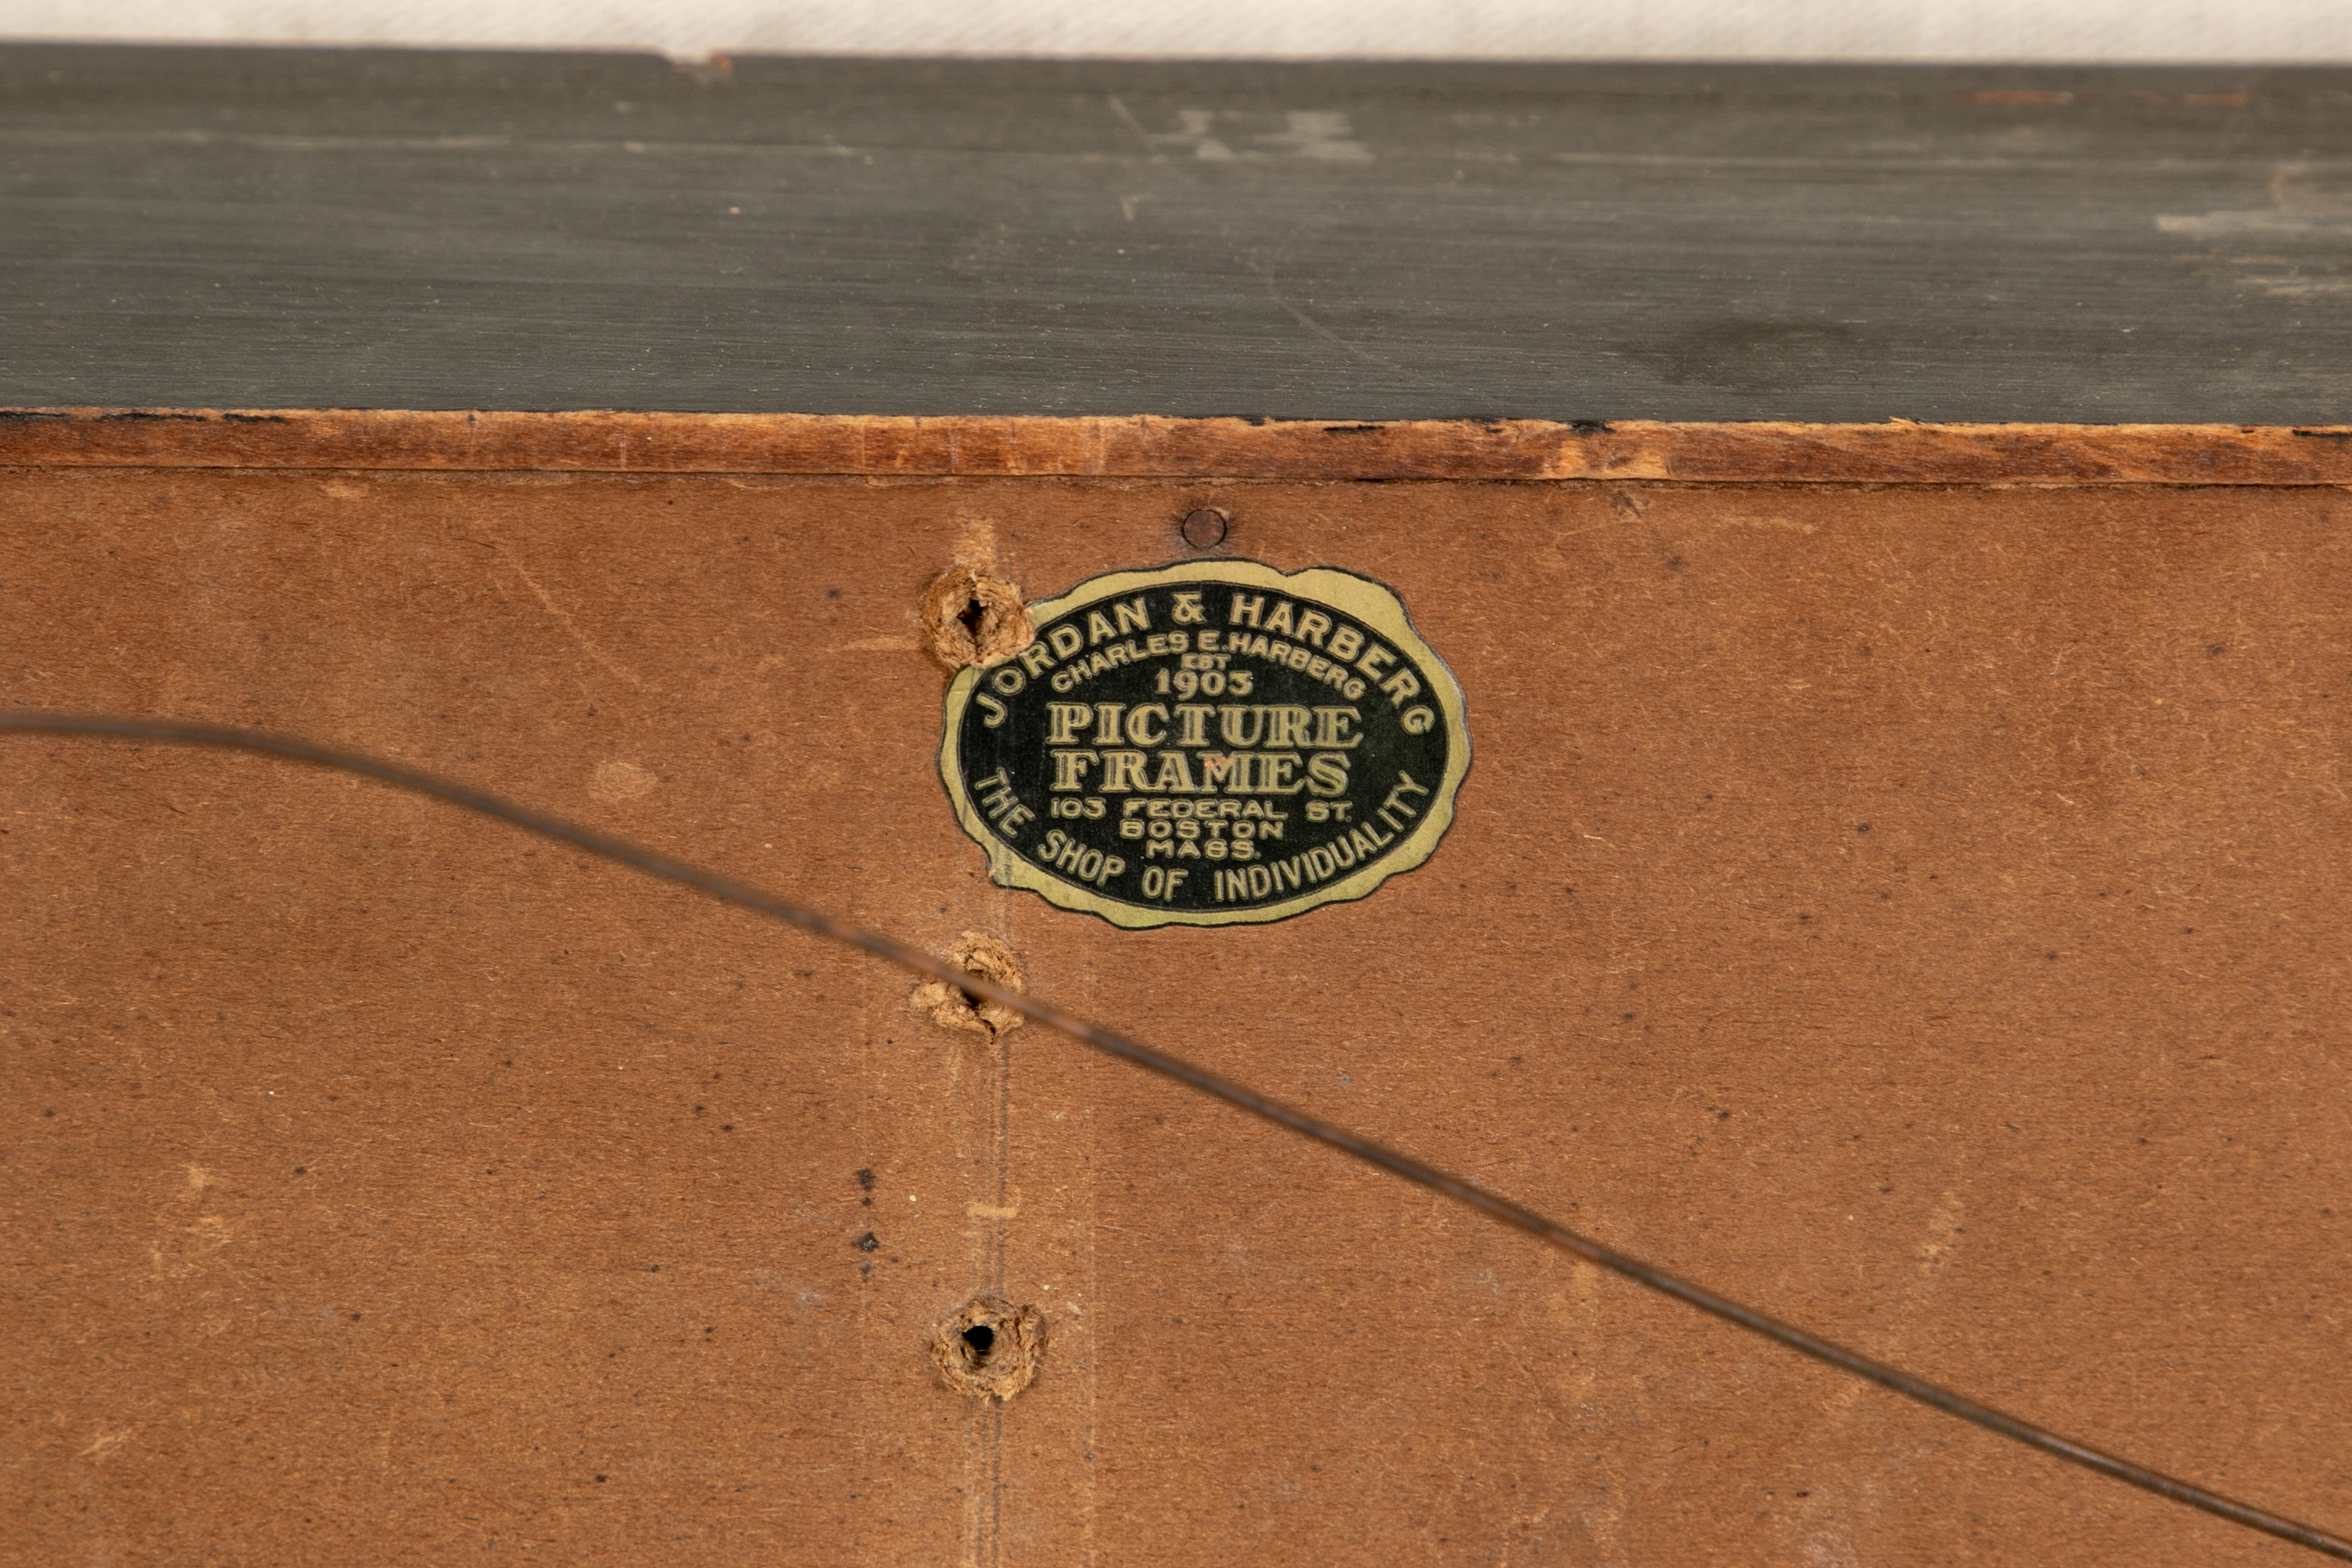 JORDAN & HARBERG
CHARLES E. HARBERG
EST
1903
PICTURE
FRAMES
103 FEDERAL ST.
BOSTON
MASS.
THE SHOP OF INDIVIDUALITY